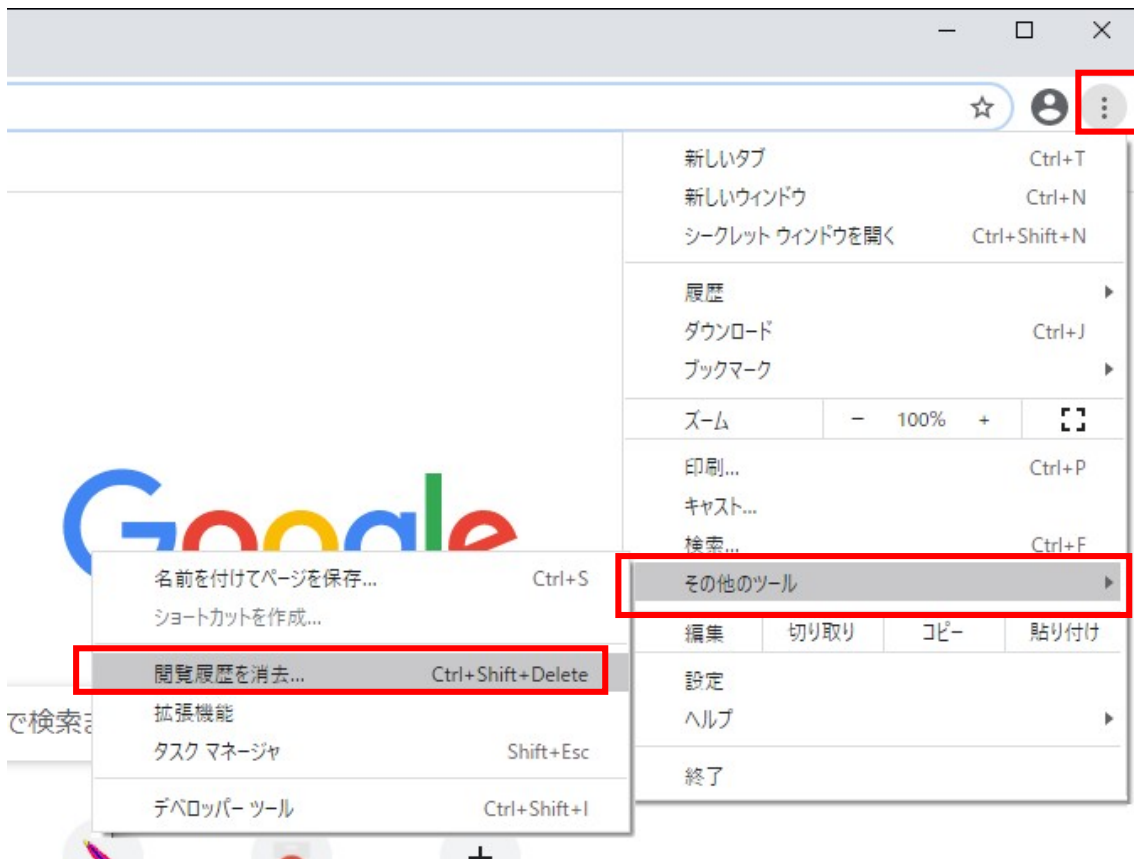 新しいタブ Ctrl+T
新しいウィンドウ Ctrl+N
シークレット ウィンドウを開く Ctrl+Shift+N
履歴
ダウンロード Ctrl+J
ブックマーク
ズーム － 100% +
印刷... Ctrl+P
キャスト...
検索... Ctrl+F
その他のツール
編集 切り取り コピー 貼り付け
設定
ヘルプ
終了
Google
名前を付けてページを保存... Ctrl+S
ショートカットを作成...
閲覧履歴を消去... Ctrl+Shift+Delete
拡張機能
タスク マネージャ Shift+Esc
デベロッパー ツール Ctrl+Shift+I
で検索